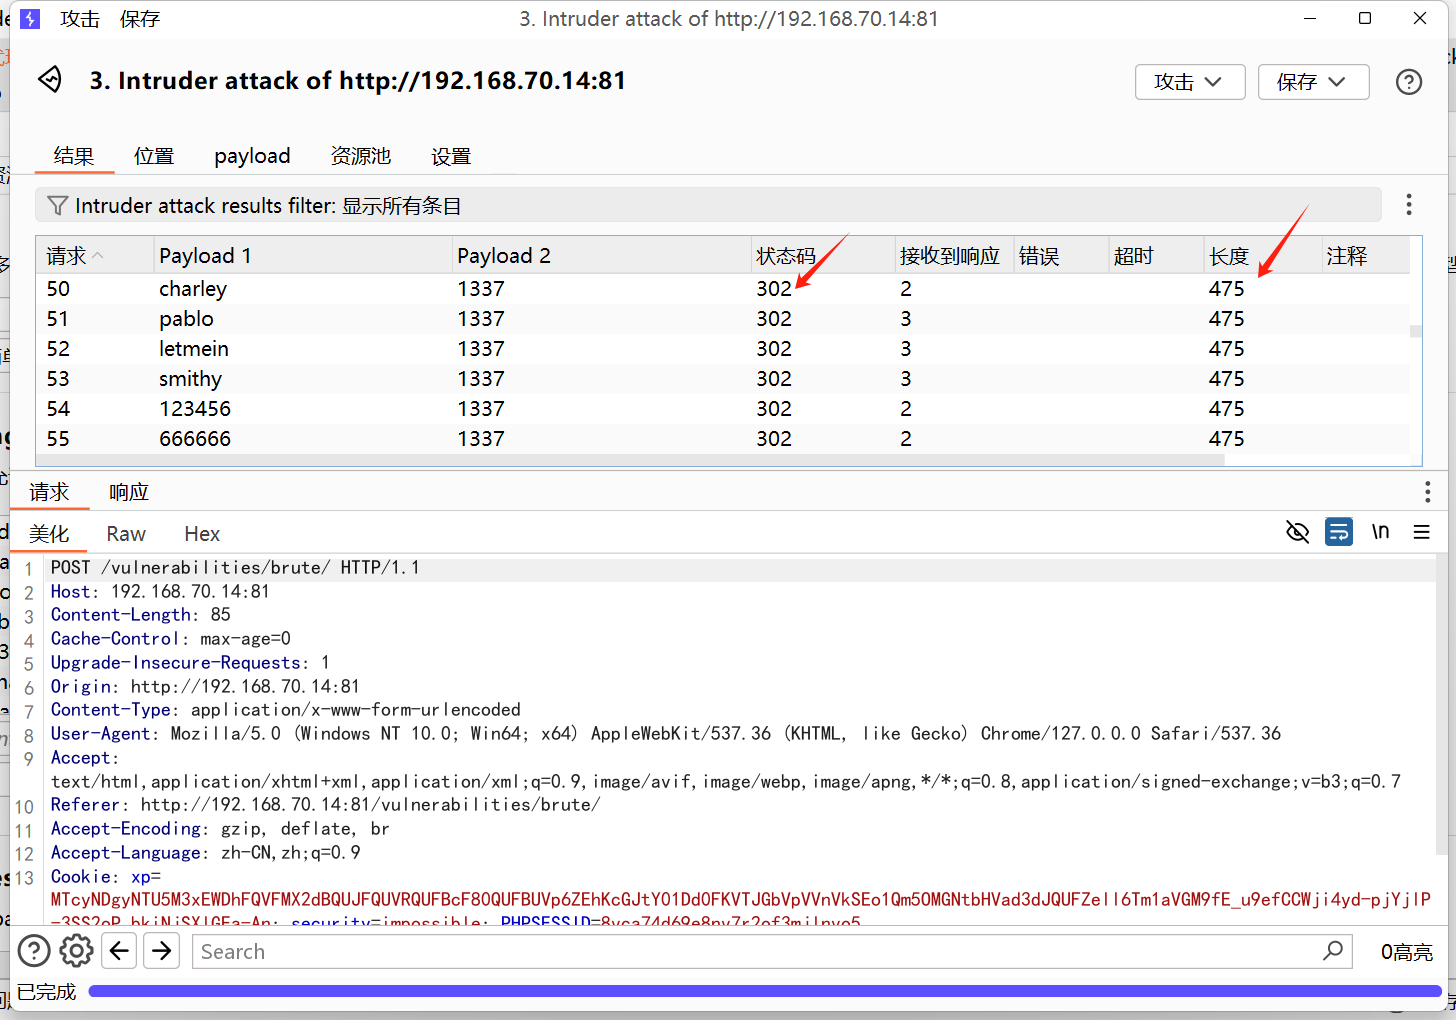 攻击 保存 3. Intruder attack of http://192.168.70.14:81
3. Intruder attack of http://192.168.70.14:81 攻击 保存
结果 位置 payload 资源池 设置
Intruder attack results filter: 显示所有条目
请求 Payload 1 Payload 2 状态码 接收到响应 错误 超时 长度 注释
50 charley 1337 302 2 475
51 pablo 1337 302 3 475
52 letmein 1337 302 3 475
53 smithy 1337 302 3 475
54 123456 1337 302 2 475
55 666666 1337 302 2 475
请求 响应
美化 Raw Hex \n
1 POST /vulnerabilities/brute/ HTTP/1.1
2 Host: 192.168.70.14:81
3 Content-Length: 85
4 Cache-Control: max-age=0
5 Upgrade-Insecure-Requests: 1
6 Origin: http://192.168.70.14:81
7 Content-Type: application/x-www-form-urlencoded
8 User-Agent: Mozilla/5.0 (Windows NT 10.0; Win64; x64) AppleWebKit/537.36 (KHTML, like Gecko) Chrome/127.0.0.0 Safari/537.36
9 Accept:
text/html,application/xhtml+xml,application/xml;q=0.9,image/avif,image/webp,image/apng,*/*;q=0.8,application/signed-exchange;v=b3;q=0.7
10 Referer: http://192.168.70.14:81/vulnerabilities/brute/
11 Accept-Encoding: gzip, deflate, br
12 Accept-Language: zh-CN,zh;q=0.9
13 Cookie: xp=
security=impossible; PHPSESSID=
Search 0高亮
已完成